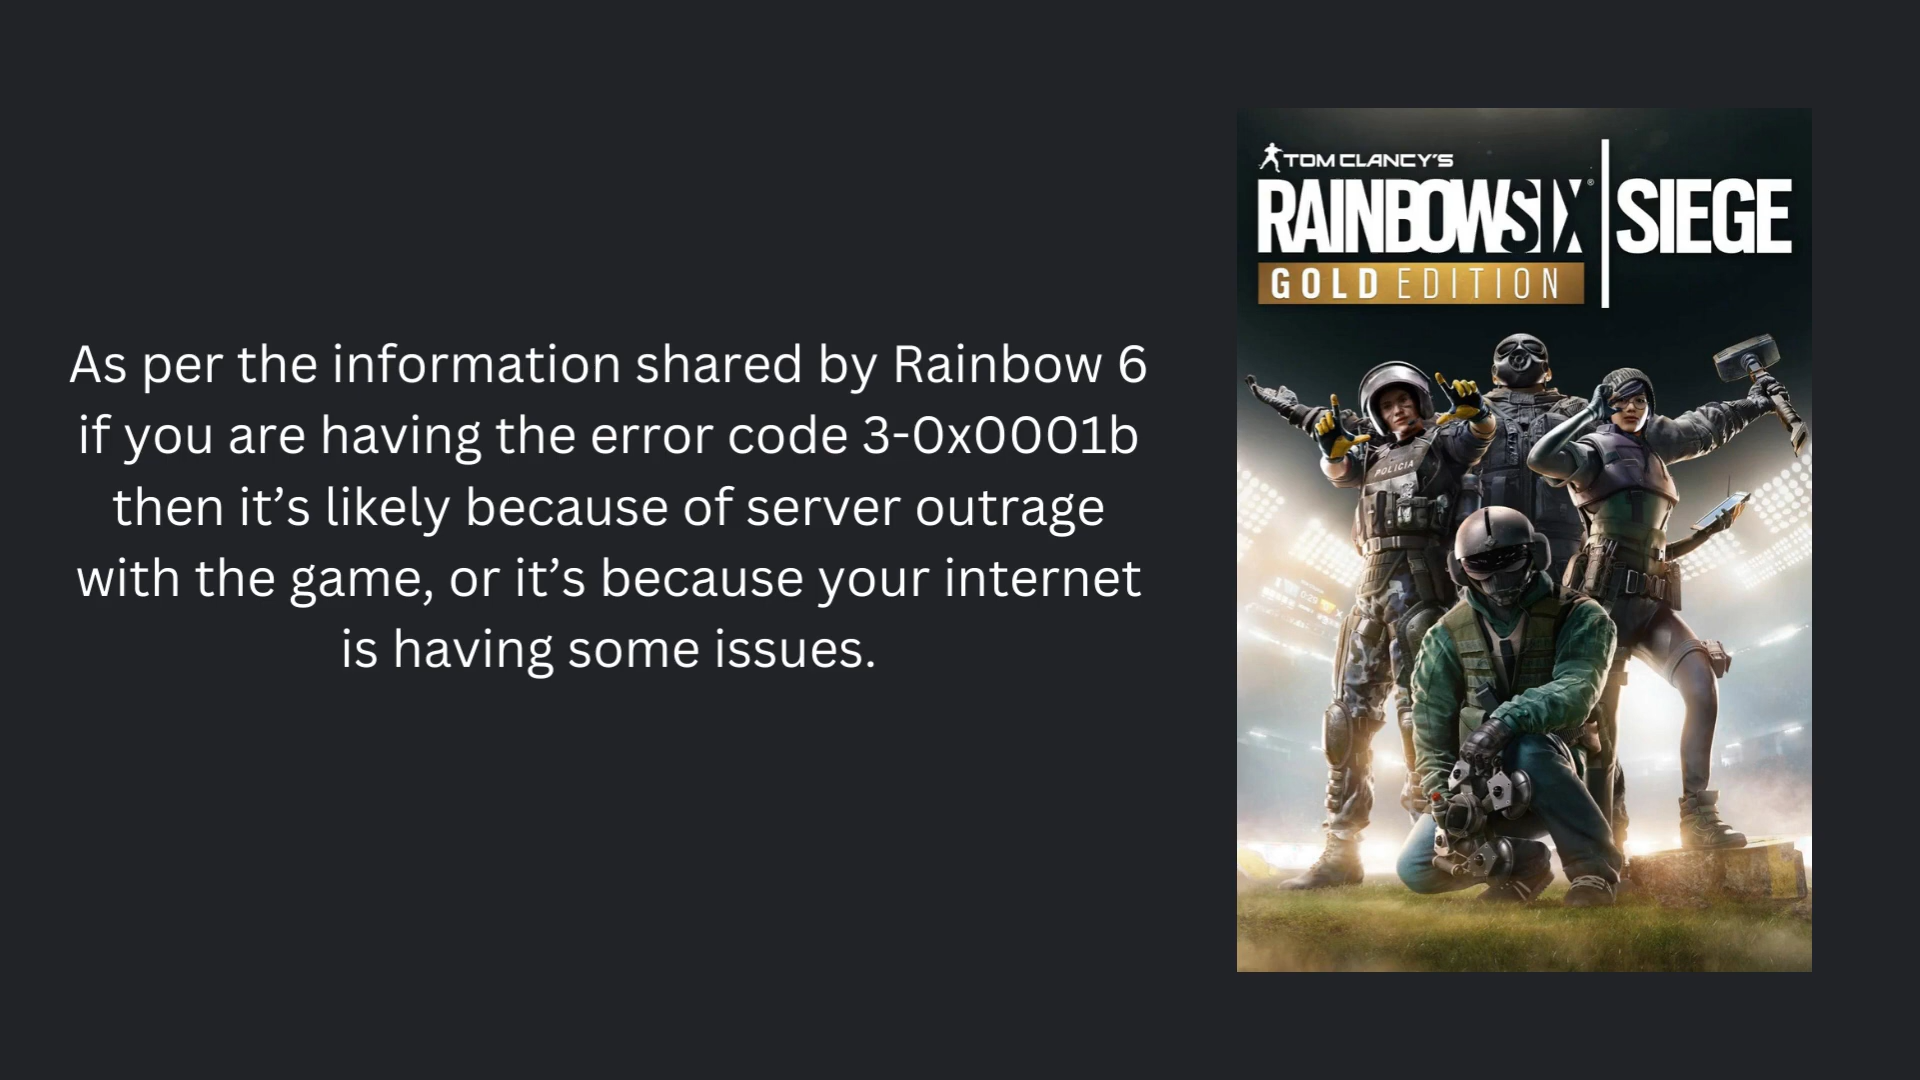 As per the information shared by Rainbow 6
if you are having the error code 3-0x0001b
then it’s likely because of server outrage
with the game, or it’s because your internet
is having some issues.
TOM CLANCY’S
RAINBOWSIX® SIEGE
GOLD EDITION
POLICIA